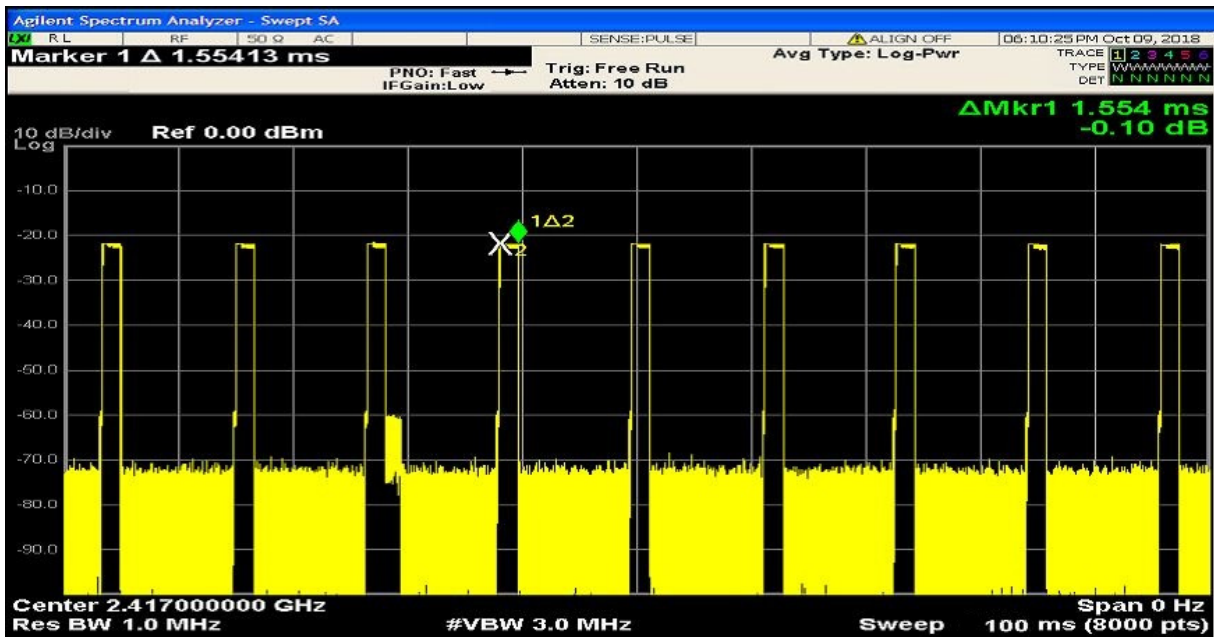 Agilent Spectrum Analyzer - Swept SA
LXI RL RF 50 Ω AC SENSE:PULSE ALIGN OFF 06:10:25 PM Oct 09, 2018
Marker 1 Δ 1.55413 ms
PNO: Fast
IFGain:Low
Trig: Free Run
Atten: 10 dB
Avg Type: Log-Pwr
TRACE 1 2 3 4 5 6
TYPE W
DET N N N N N N
ΔMkr1 1.554 ms
-0.10 dB
10 dB/div Ref 0.00 dBm
Log
-10.0
-20.0
1Δ2
X2
-30.0
-40.0
-50.0
-60.0
-70.0
-80.0
-90.0
Center 2.417000000 GHz Span 0 Hz
Res BW 1.0 MHz #VBW 3.0 MHz Sweep 100 ms (8000 pts)